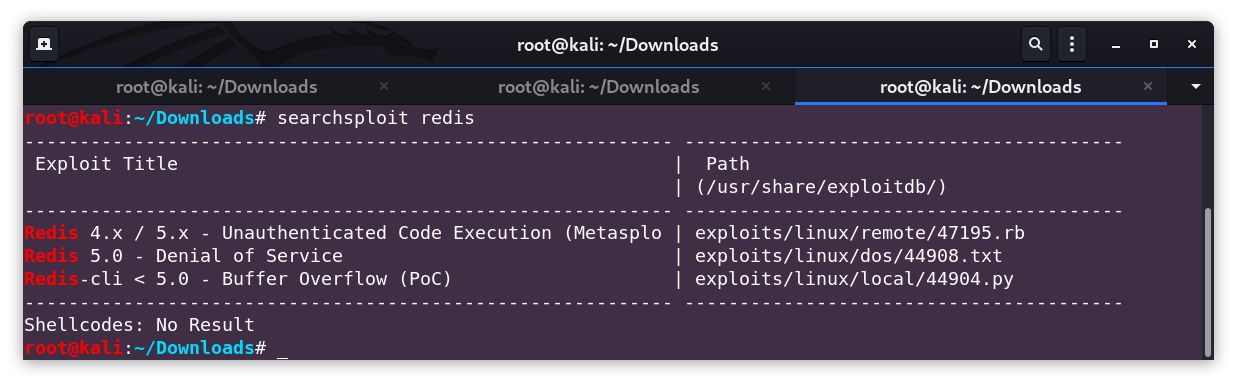 root@kali: ~/Downloads
root@kali: ~/Downloads × root@kali: ~/Downloads × root@kali: ~/Downloads ×
root@kali:~/Downloads# searchsploit redis
----------------------------------------------------------- ----------------------------------------
 Exploit Title                                             |  Path
                                                           | (/usr/share/exploitdb/)
----------------------------------------------------------- ----------------------------------------
Redis 4.x / 5.x - Unauthenticated Code Execution (Metasplo | exploits/linux/remote/47195.rb
Redis 5.0 - Denial of Service                              | exploits/linux/dos/44908.txt
Redis-cli < 5.0 - Buffer Overflow (PoC)                    | exploits/linux/local/44904.py
----------------------------------------------------------- ----------------------------------------
Shellcodes: No Result
root@kali:~/Downloads# _